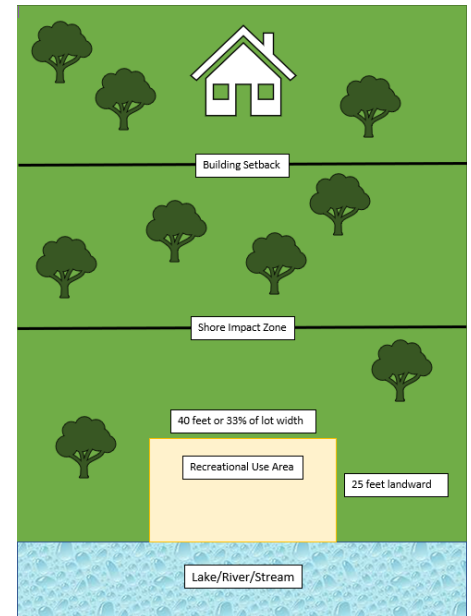 Building Setback
Shore Impact Zone
40 feet or 33% of lot width
Recreational Use Area
25 feet landward
Lake/River/Stream